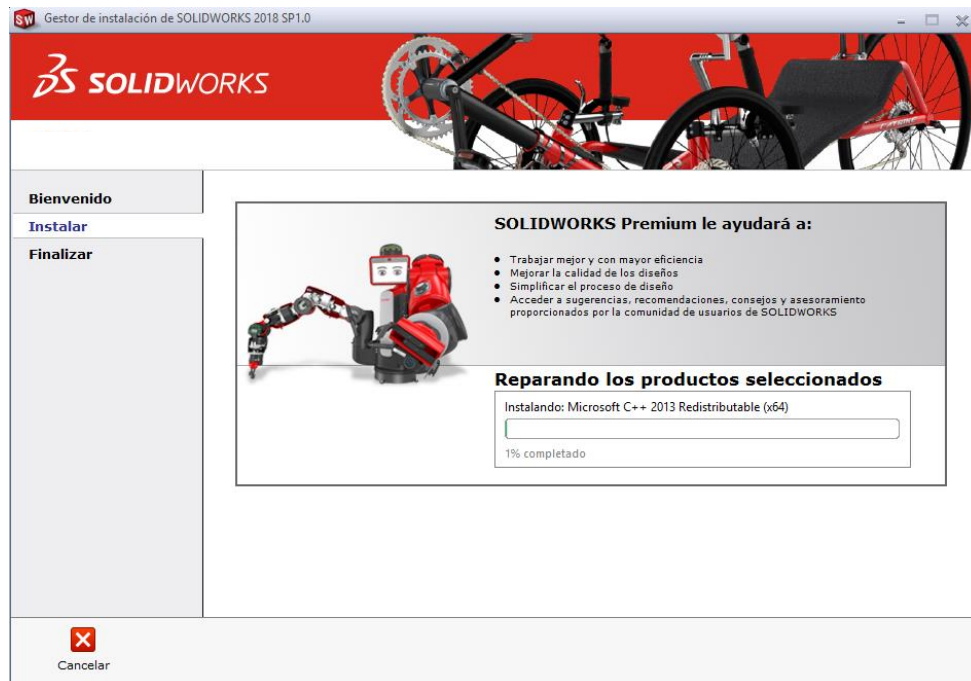 SW Gestor de instalación de SOLIDWORKS 2018 SP1.0
3S SOLIDWORKS
Bienvenido
Instalar
Finalizar
SOLIDWORKS Premium le ayudará a:
• Trabajar mejor y con mayor eficiencia
• Mejorar la calidad de los diseños
• Simplificar el proceso de diseño
• Acceder a sugerencias, recomendaciones, consejos y asesoramiento
proporcionados por la comunidad de usuarios de SOLIDWORKS
Reparando los productos seleccionados
Instalando: Microsoft C++ 2013 Redistributable (x64)
1% completado
Cancelar